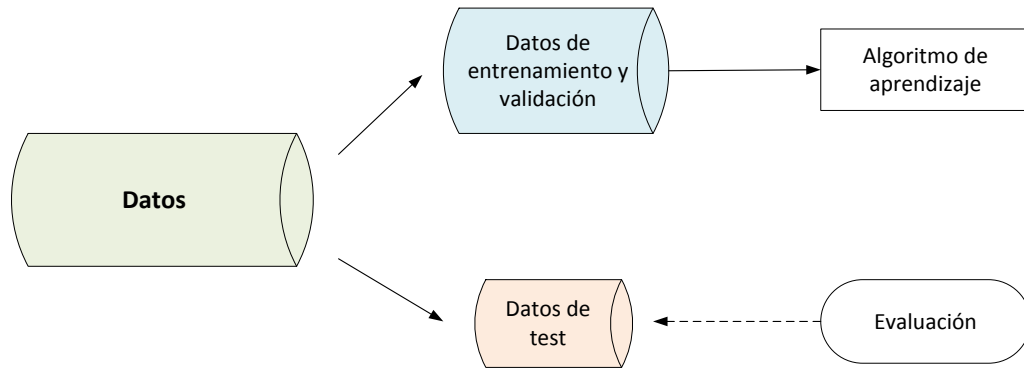 Datos
Datos de
entrenamiento y
validación
Algoritmo de
aprendizaje
Datos de
test
Evaluación